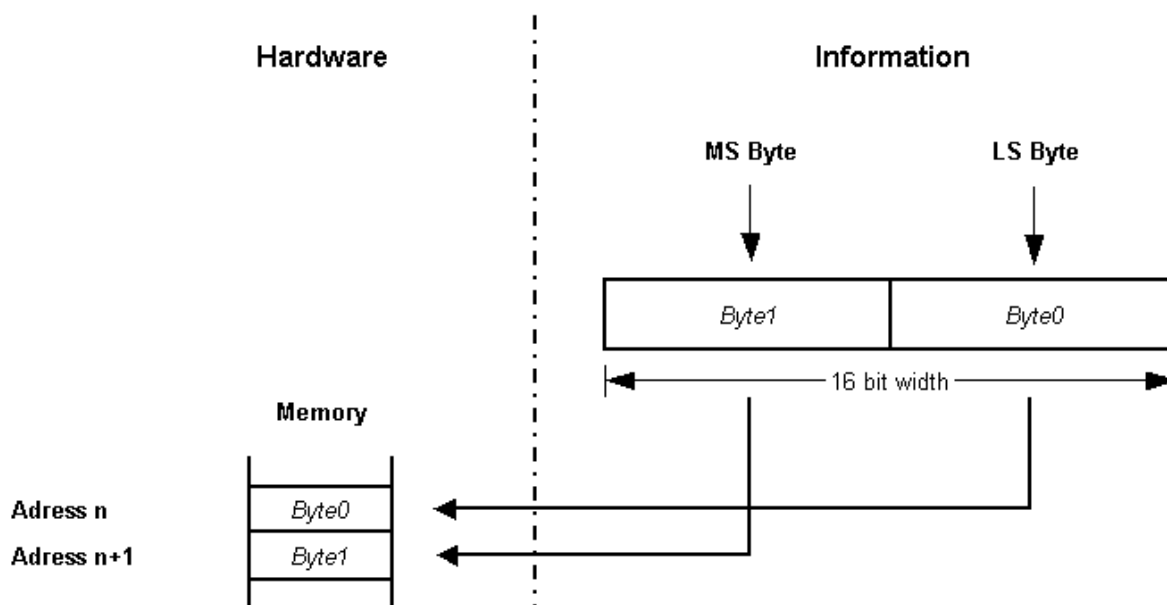 Hardware
Information
MS Byte
LS Byte
Byte1
Byte0
16 bit width
Memory
Adress n
Byte0
Adress n+1
Byte1